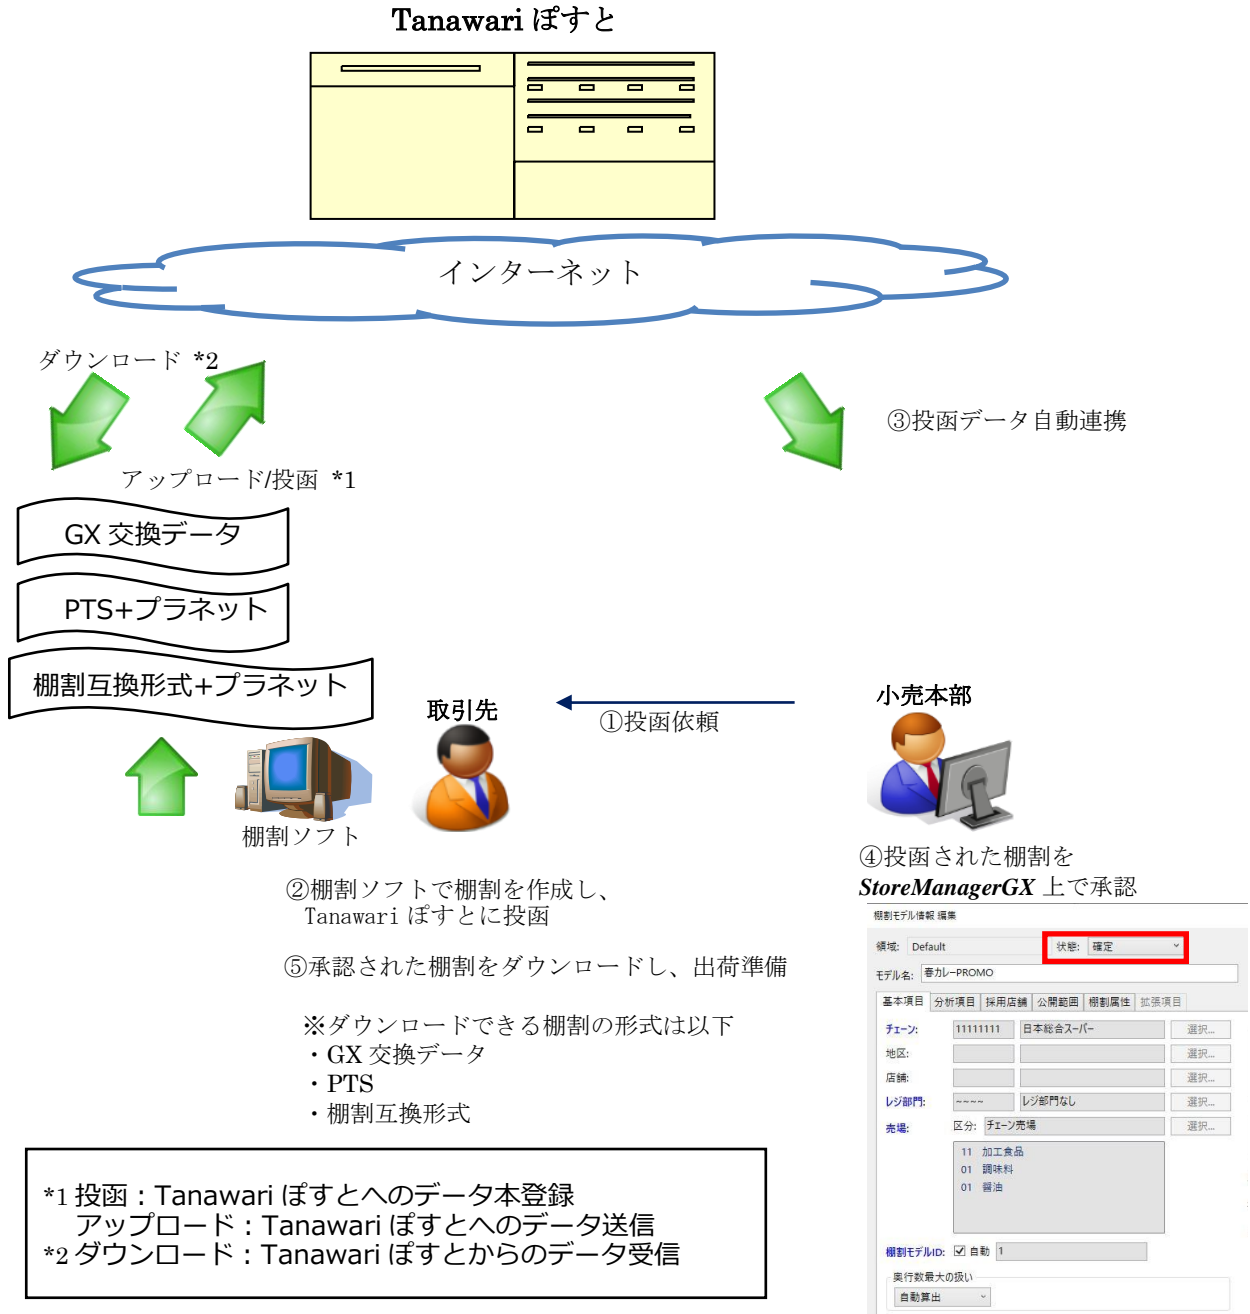 Tanawari ぽすと
インターネット
ダウンロード *2
アップロード/投函 *1
③投函データ自動連携
GX 交換データ
PTS+プラネット
棚割互換形式+プラネット
取引先
①投函依頼
小売本部
棚割ソフト
②棚割ソフトで棚割を作成し、
Tanawari ぽすとに投函
⑤承認された棚割をダウンロードし、出荷準備
※ダウンロードできる棚割の形式は以下
・GX 交換データ
・PTS
・棚割互換形式
*1 投函：Tanawari ぽすとへのデータ本登録
アップロード：Tanawari ぽすとへのデータ送信
*2 ダウンロード：Tanawari ぽすとからのデータ受信
④投函された棚割を
StoreManagerGX 上で承認
棚割モデル情報 編集
領域: Default 状態: 確定
モデル名: 春カレーPROMO
基本項目 分析項目 採用店舗 公開範囲 棚割属性 拡張項目
チェーン: 11111111 日本総合スーパー 選択...
地区: 選択...
店舗: 選択...
レジ部門: ~~~~ レジ部門なし 選択...
売場: 区分: チェーン売場 選択...
11 加工食品
01 調味料
01 醤油
棚割モデルID: 自動 1
奥行数最大の扱い
自動算出